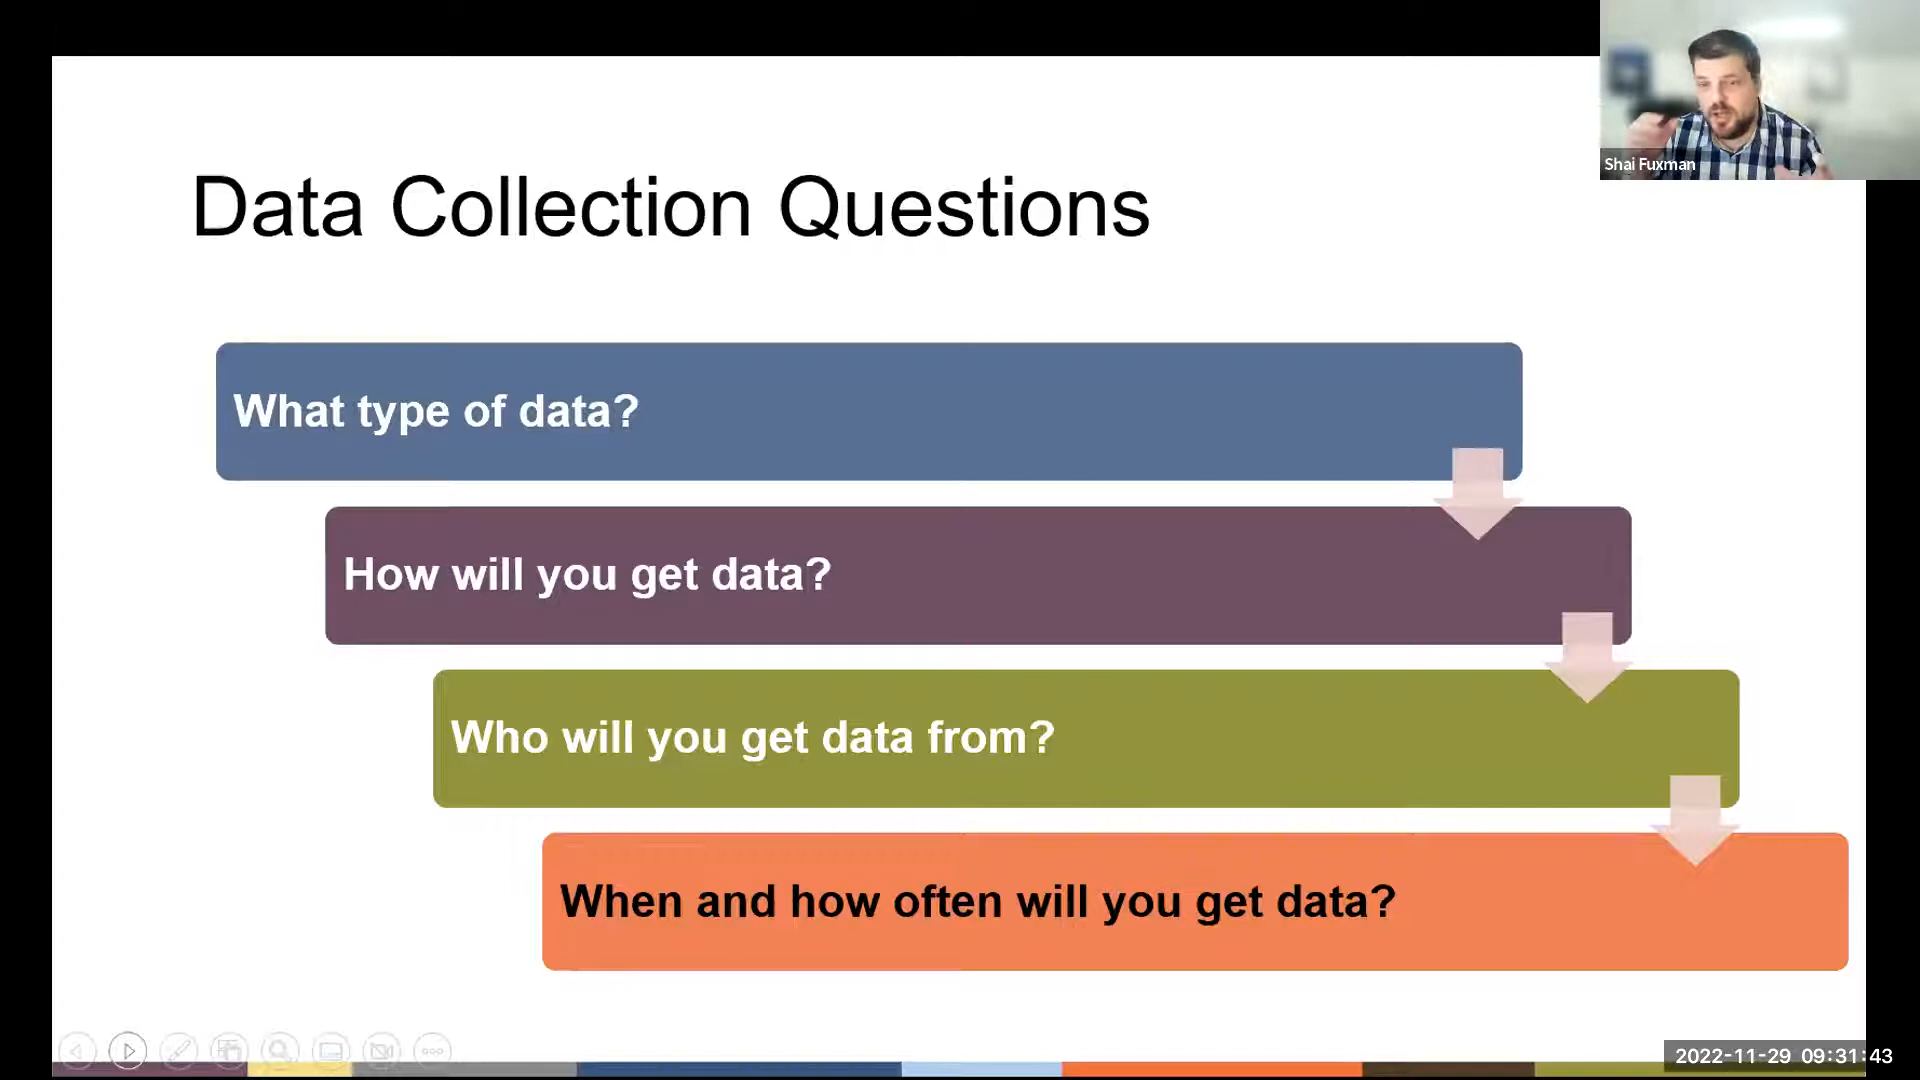 Shai Fuxman
Data Collection Questions
What type of data?
How will you get data?
Who will you get data from?
When and how often will you get data?
2022-11-29 09:31:43